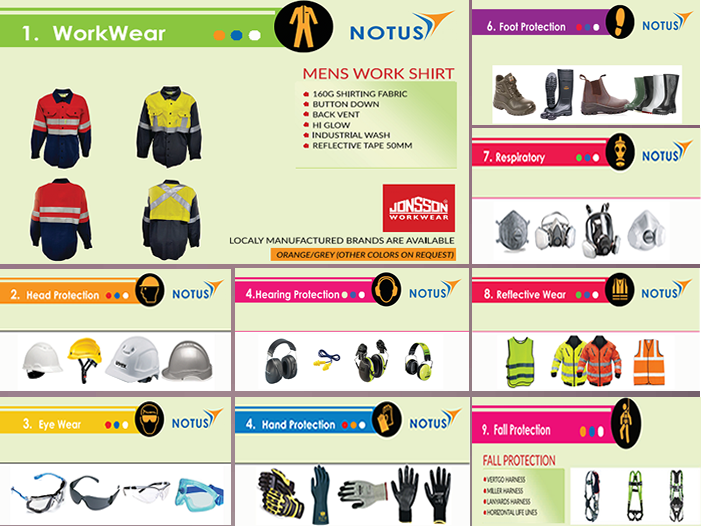 1. WorkWear
NOTUS
MENS WORK SHIRT
160G SHIRTING FABRIC
BUTTON DOWN
BACK VENT
HI GLOW
INDUSTRIAL WASH
REFLECTIVE TAPE 50MM
JONSSON
WORKWEAR
LOCALY MANUFACTURED BRANDS ARE AVAILABLE
ORANGE/GREY (OTHER COLORS ON REQUEST)
6. Foot Protection
NOTUS
7. Respiratory
NOTUS
2. Head Protection
NOTUS
uvex
4.Hearing Protection
NOTUS
8. Reflective Wear
NOTUS
3. Eye Wear
NOTUS
4. Hand Protection
NOTUS
9. Fall Protection
FALL PROTECTION
VERTGO HARNESS
MILLER HARNESS
LANYARDS HARNESS
HORIZONTAL LIFE LINES